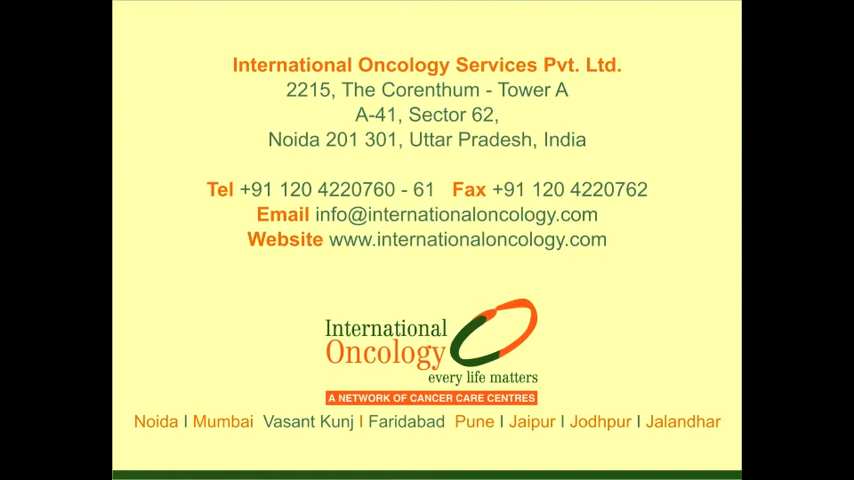 International Oncology Services Pvt. Ltd.
2215, The Corenthum - Tower A
A-41, Sector 62,
Noida 201 301, Uttar Pradesh, India
Tel +91 120 4220760 - 61 Fax +91 120 4220762
Email info@internationaloncology.com
Website www.internationaloncology.com
International
Oncology
every life matters
A NETWORK OF CANCER CARE CENTRES
Noida I Mumbai Vasant Kunj I Faridabad Pune I Jaipur I Jodhpur I Jalandhar